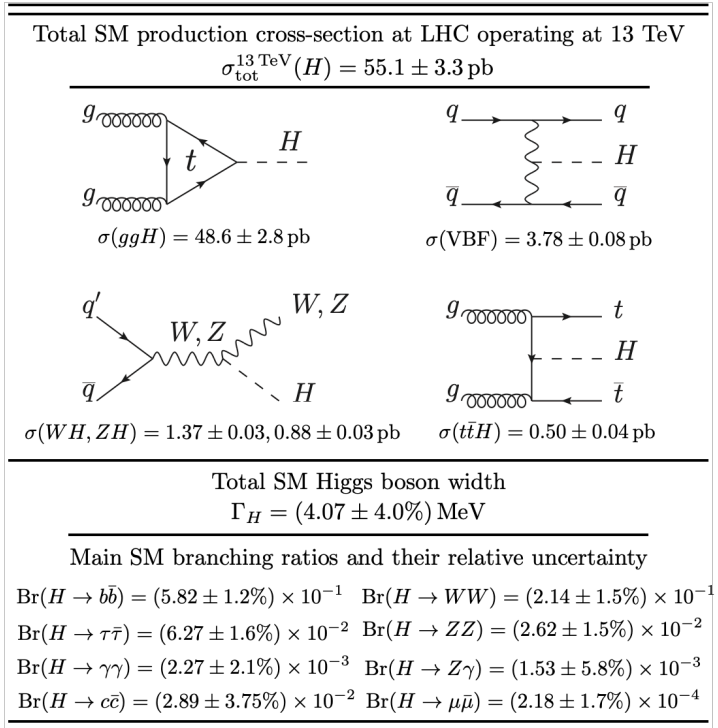 Total SM production cross-section at LHC operating at 13 TeV
σ_tot^{13 TeV}(H) = 55.1 ± 3.3 pb
g
t
H
g
σ(ggH) = 48.6 ± 2.8 pb
q q
H
q̅ q̅
σ(VBF) = 3.78 ± 0.08 pb
q′
W, Z
W, Z
q̅
H
σ(WH, ZH) = 1.37 ± 0.03, 0.88 ± 0.03 pb
g t
H
g t̄
σ(tt̄H) = 0.50 ± 0.04 pb
Total SM Higgs boson width
Γ_H = (4.07 ± 4.0%) MeV
Main SM branching ratios and their relative uncertainty
Br(H → bb̄) = (5.82 ± 1.2%) × 10⁻¹ Br(H → WW) = (2.14 ± 1.5%) × 10⁻¹
Br(H → ττ̄) = (6.27 ± 1.6%) × 10⁻² Br(H → ZZ) = (2.62 ± 1.5%) × 10⁻²
Br(H → γγ) = (2.27 ± 2.1%) × 10⁻³ Br(H → Zγ) = (1.53 ± 5.8%) × 10⁻³
Br(H → cc̄) = (2.89 ± 3.75%) × 10⁻² Br(H → μμ̄) = (2.18 ± 1.7%) × 10⁻⁴